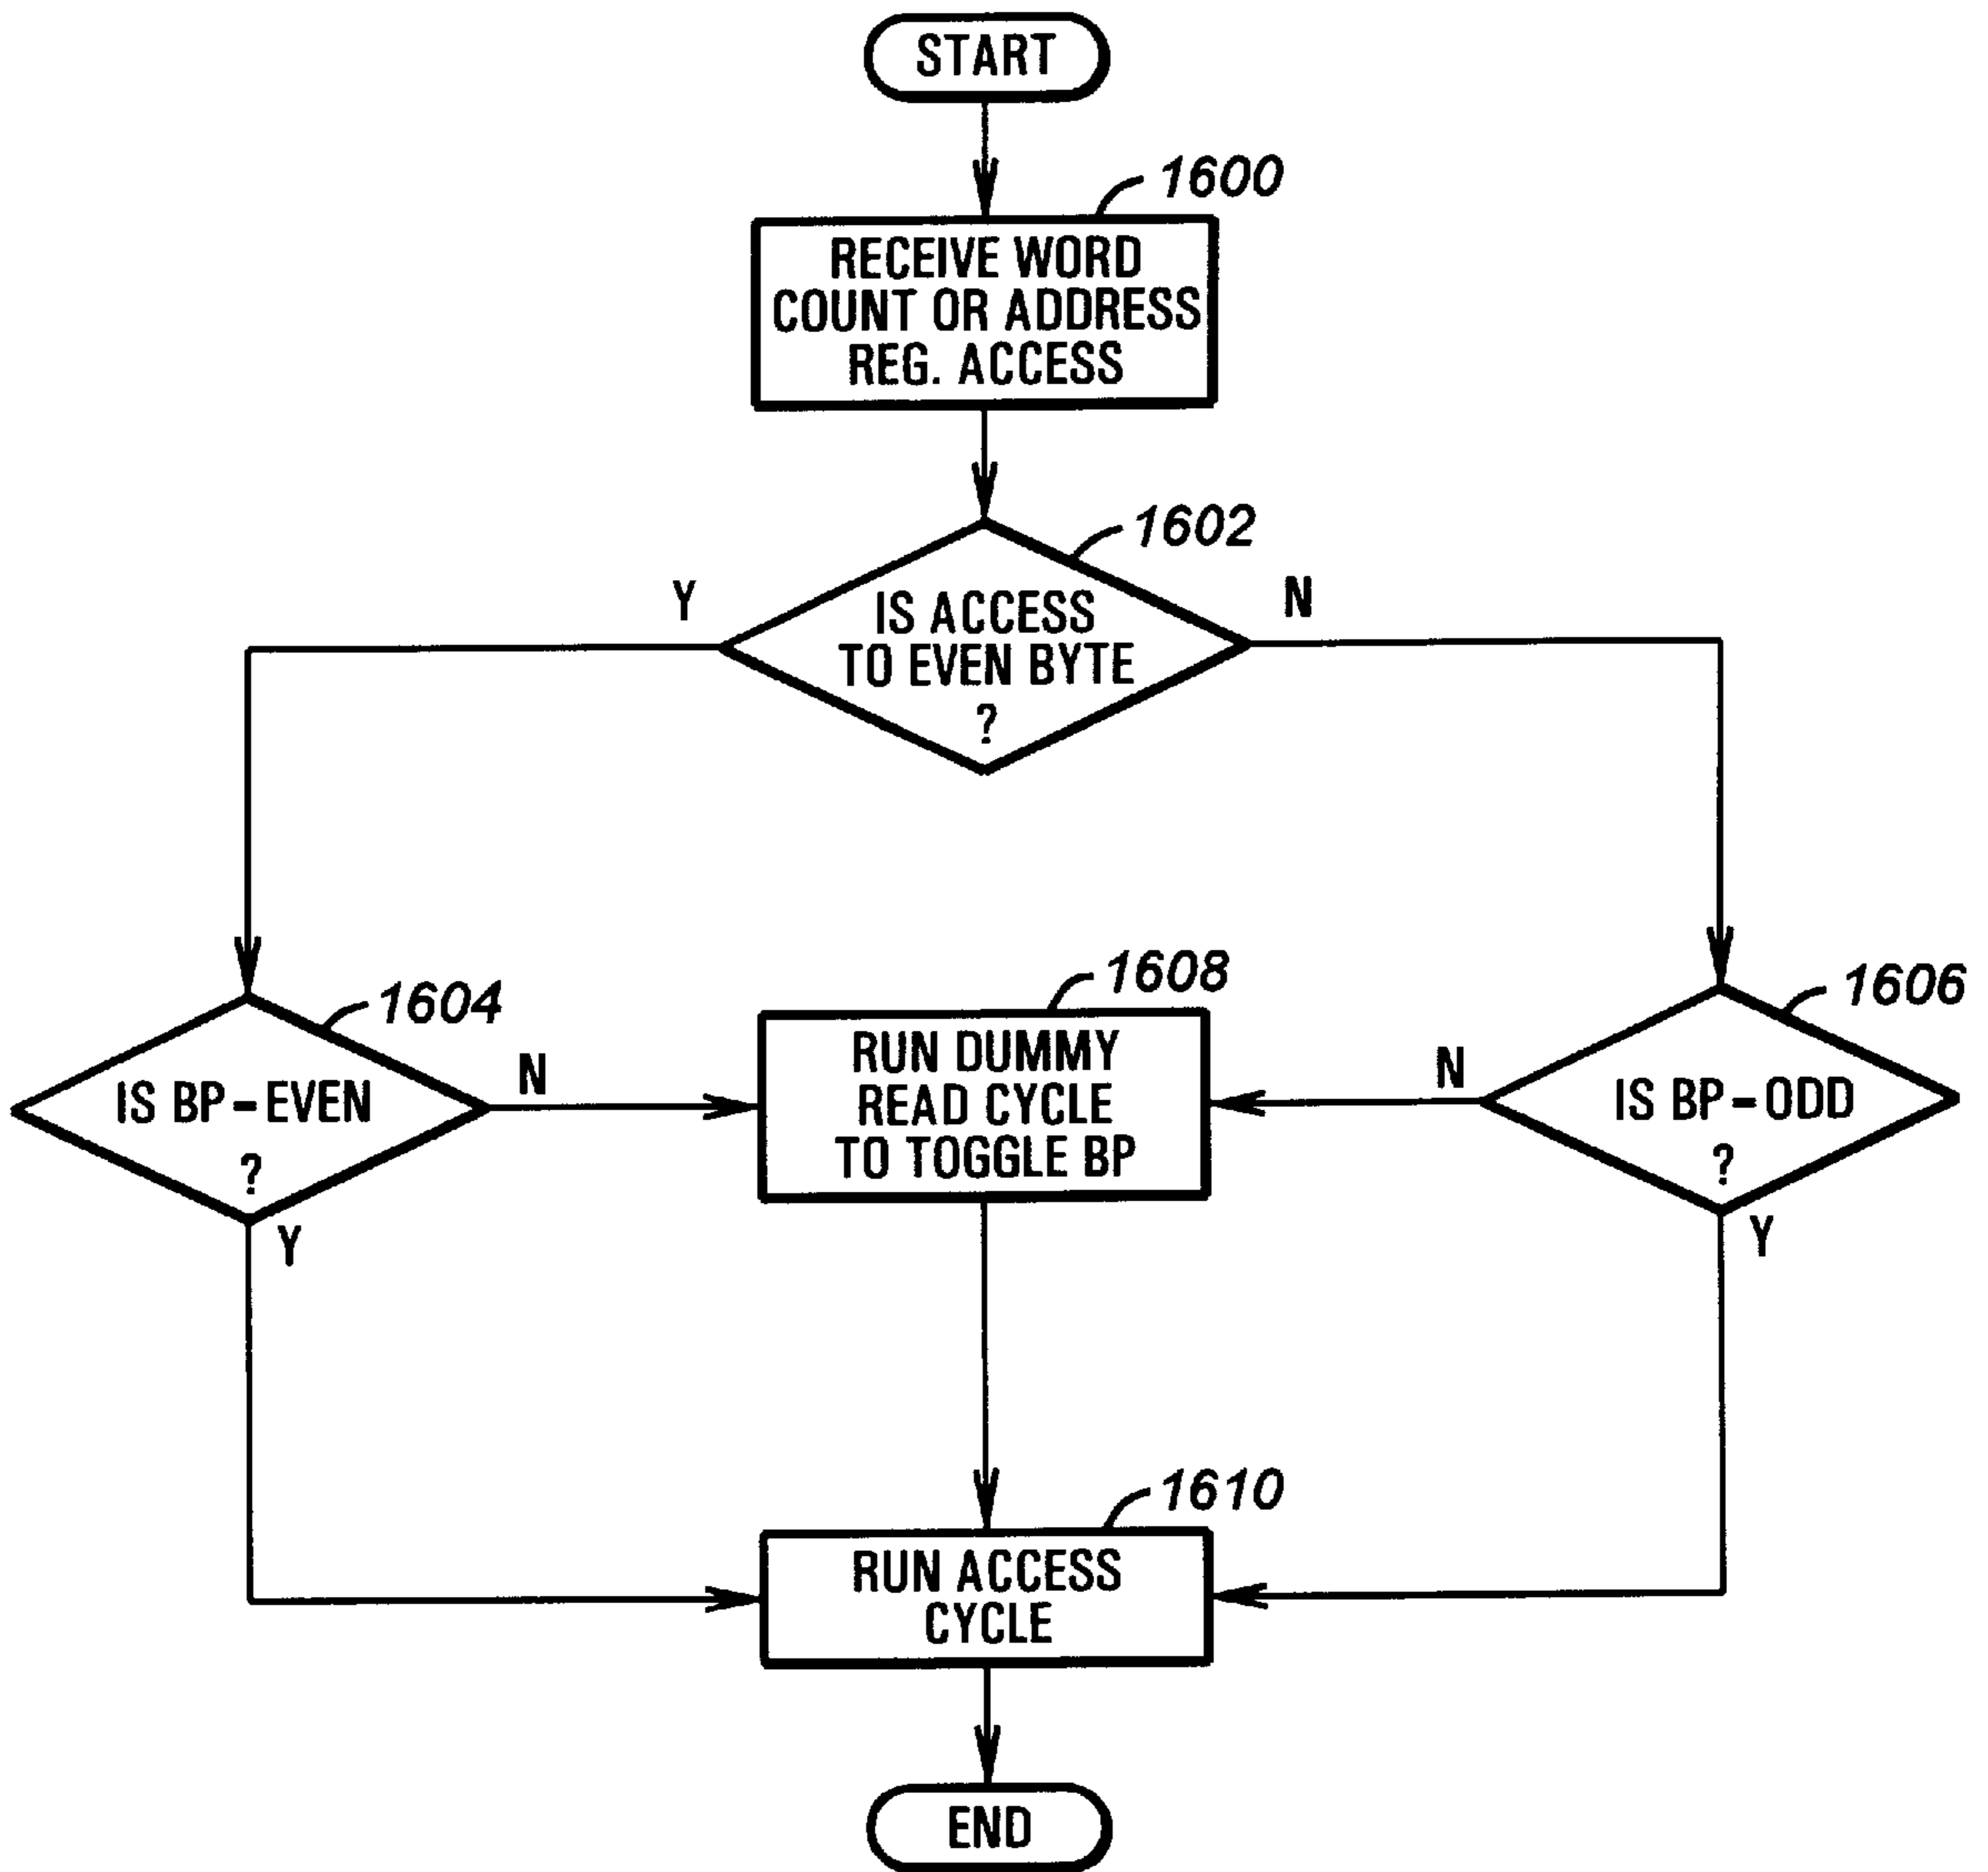 START
1600
RECEIVE WORD
COUNT OR ADDRESS
REG. ACCESS
1602
Y
N
IS ACCESS
TO EVEN BYTE
?
1604
IS BP-EVEN
?
N
Y
1608
RUN DUMMY
READ CYCLE
TO TOGGLE BP
1606
N
IS BP-ODD
?
Y
1610
RUN ACCESS
CYCLE
END